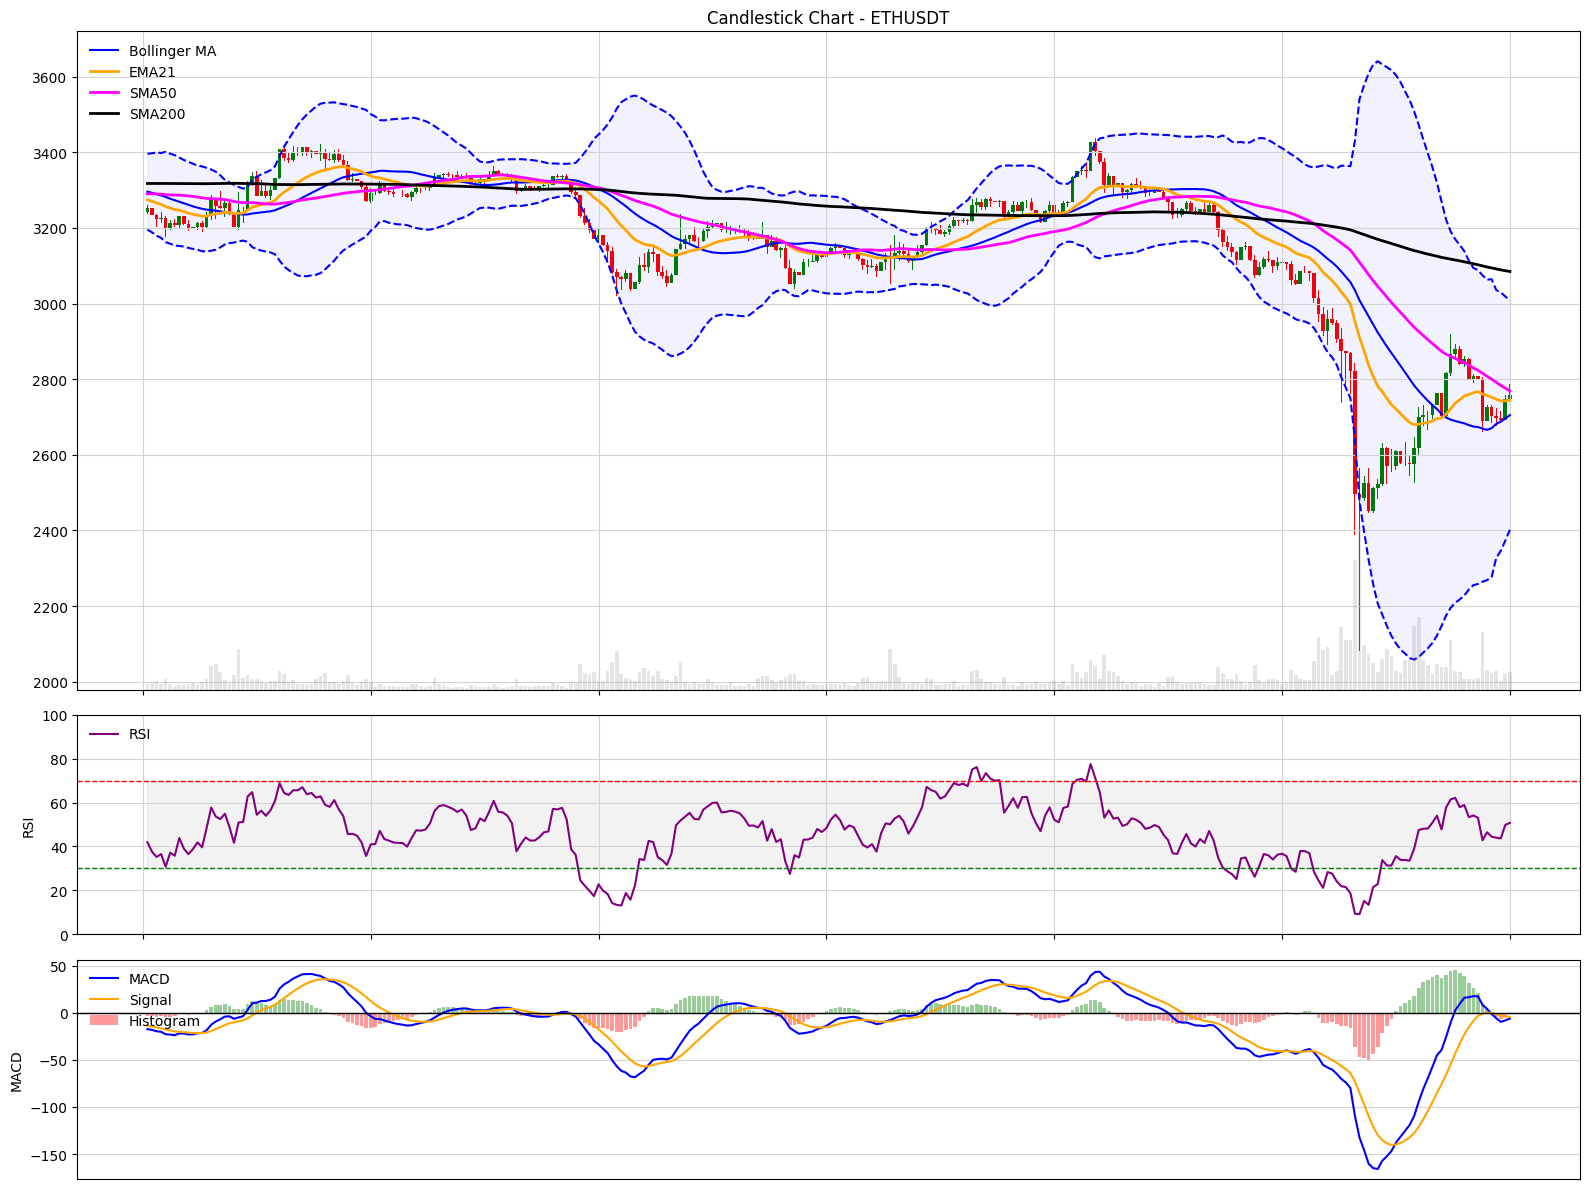 Candlestick Chart - ETHUSDT
Bollinger MA
EMA21
SMA50
SMA200
3600
3400
3200
3000
2800
2600
2400
2200
2000
RSI
RSI
100
80
60
40
20
0
MACD
Signal
Histogram
MACD
50
0
−50
−100
−150